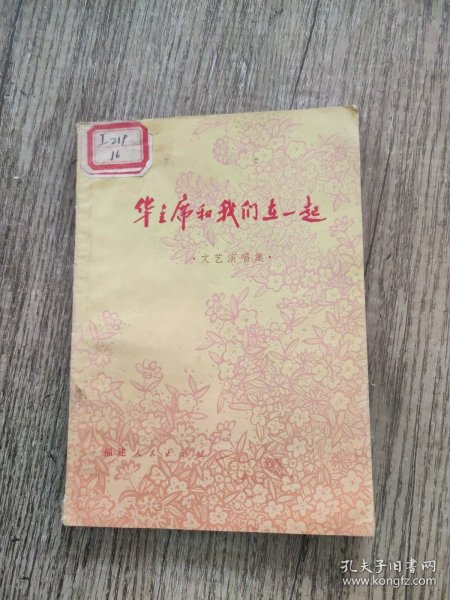 I.219
16
华主席和我们在一起
·文艺演唱集·
福建人民出版社
孔夫子旧书网
www.kongfz.com